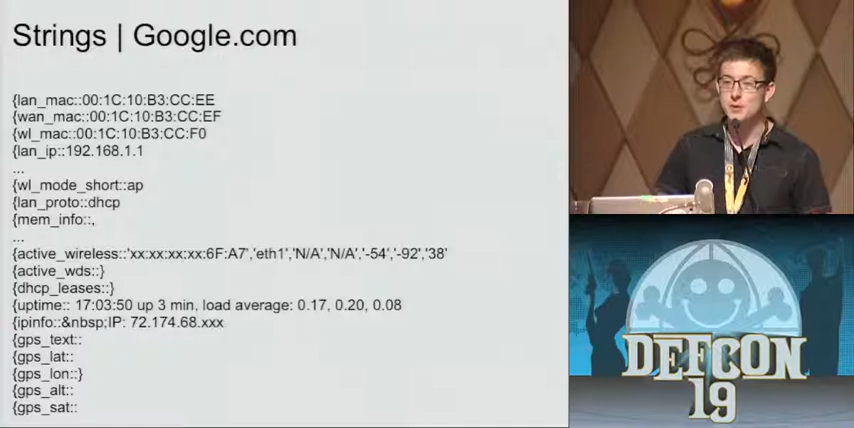 Strings | Google.com
{lan_mac::00:1C:10:B3:CC:EE
{wan_mac::00:1C:10:B3:CC:EF
{wl_mac::00:1C:10:B3:CC:F0
{lan_ip::192.168.1.1
...
{wl_mode_short::ap
{lan_proto::dhcp
{mem_info::,
...
{active_wireless::'xx:xx:xx:xx:6F:A7','eth1','N/A','N/A','-54','-92','38'
{active_wds::}
{dhcp_leases::}
{uptime:: 17:03:50 up 3 min, load average: 0.17, 0.20, 0.08
{ipinfo::&nbsp;IP: 72.174.68.xxx
{gps_text::
{gps_lat::
{gps_lon::}
{gps_alt::
{gps_sat::
DEFCON
19